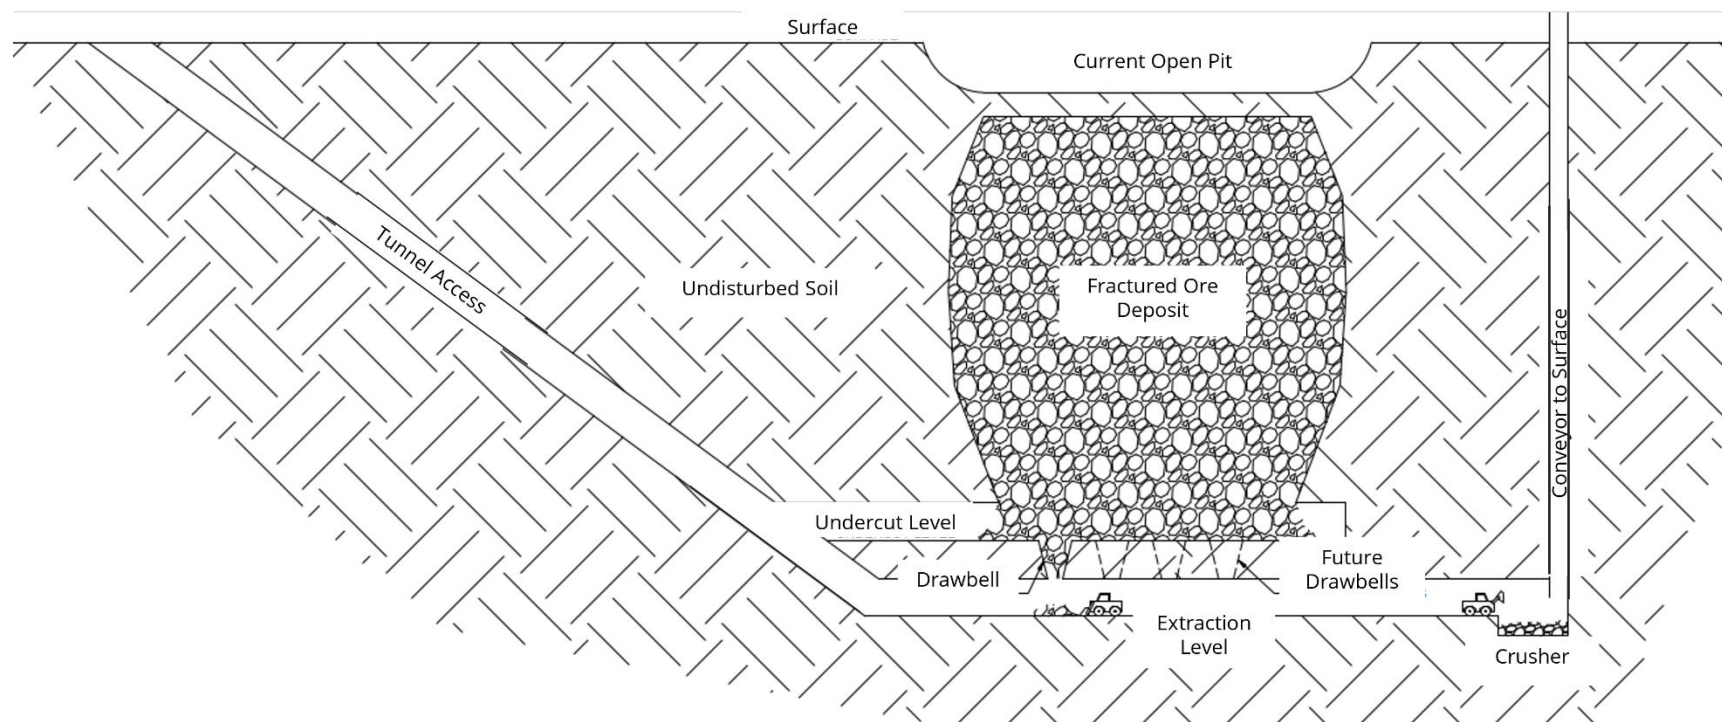 Surface
Current Open Pit
Tunnel Access
Undisturbed Soil
Fractured Ore
Deposit
Conveyor to Surface
Undercut Level
Drawbell
Future
Drawbells
Extraction
Level
Crusher